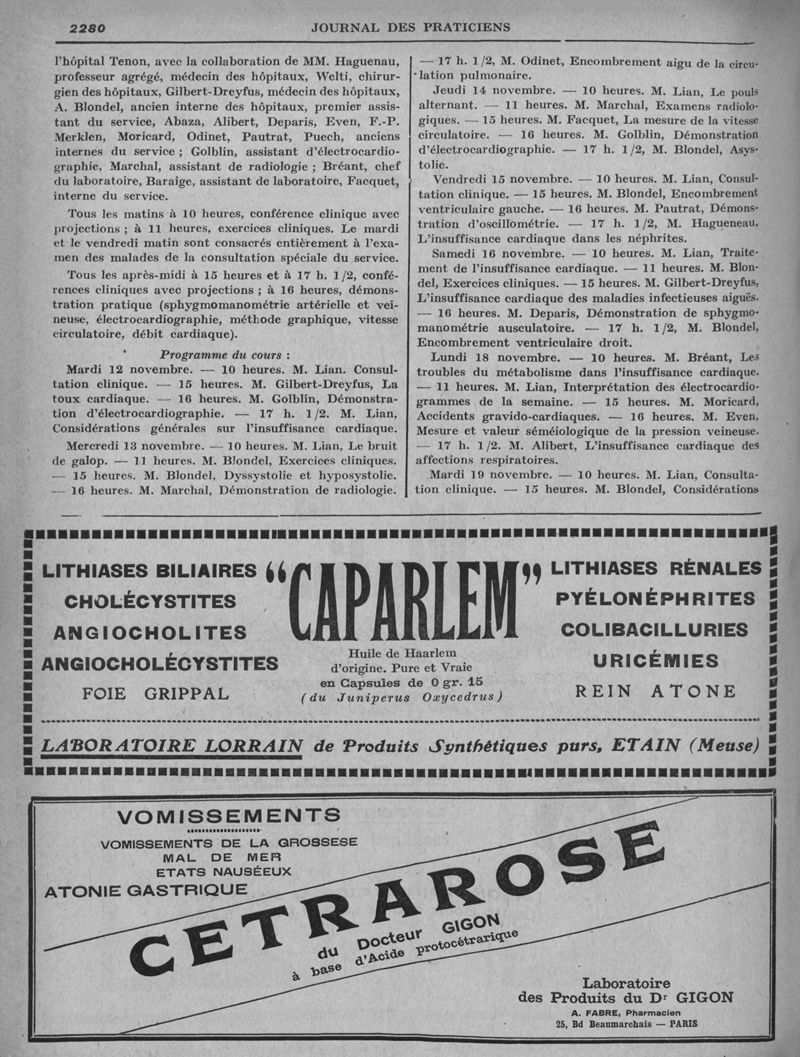 2280
JOURNAL DES PRATICIENS
l'hôpital Tenon, avec la collaboration de MM. Haguenau,
professeur agrégé, médecin des hôpitaux, Welti, chirur-
gien des hôpitaux, Gilbert-Dreyfus, médecin des hôpitaux,
A. Blondel, ancien interne des hôpitaux, premier assis-
tant du service, Abaza, Alibert, Deparis, Even, F.-P.
Merklen, Moricard, Odinet, Pautrat, Puech, anciens
internes du service ; Golblin, assistant d'électrocardio-
graphie, Marchal, assistant de radiologie ; Bréant, chef
du laboratoire, Baraige, assistant de laboratoire, Facquet,
interne du service.
Tous les matins à 10 heures, conférence clinique avec
projections ; à 11 heures, exercices cliniques. Le mardi
et le vendredi matin sont consacrés entièrement à l'exa-
men des malades de la consultation spéciale du service.
Tous les après-midi à 15 heures et à 17 h. 1/2, confé-
rences cliniques avec projections ; à 16 heures, démons-
tration pratique (sphygmomanométrie artérielle et vei-
neuse, électrocardiographie, méthode graphique, vitesse
circulatoire, débit cardiaque).
Programme du cours :
Mardi 12 novembre. — 10 heures. M. Lian. Consul-
tation clinique. — 15 heures. M. Gilbert-Dreyfus, La
toux cardiaque. — 16 heures. M. Golblin, Démonstra-
tion d'électrocardiographie. — 17 h. 1/2. M. Lian,
Considérations générales sur l'insuffisance cardiaque.
Mercredi 13 novembre. — 10 heures. M. Lian, Le bruit
de galop. — 11 heures. M. Blondel, Exercices cliniques.
— 15 heures. M. Blondel, Dyssystolie et hyposystolie.
— 16 heures. M. Marchal, Démonstration de radiologie.
— 17 h. 1/2, M. Odinet, Encombrement aigu de la circu-
lation pulmonaire.
Jeudi 14 novembre. — 10 heures. M. Lian, Le pouls
alternant. — 11 heures. M. Marchal, Examens radiolo-
giques. — 15 heures. M. Facquet, La mesure de la vitesse
circulatoire. — 16 heures. M. Golblin, Démonstration
d'électrocardiographie. — 17 h. 1/2, M. Blondel, Asys-
tolie.
Vendredi 15 novembre. — 10 heures. M. Lian, Consul-
tation clinique. — 15 heures. M. Blondel, Encombrement
ventriculaire gauche. — 16 heures. M. Pautrat, Démons-
tration d'oscillométrie. — 17 h. 1/2, M. Hagueneau,
L'insuffisance cardiaque dans les néphrites.
Samedi 16 novembre. — 10 heures. M. Lian, Traite-
ment de l'insuffisance cardiaque. — 11 heures. M. Blon-
del, Exercices cliniques. — 15 heures. M. Gilbert-Dreyfus,
L'insuffisance cardiaque des maladies infectieuses aiguës.
— 16 heures. M. Deparis, Démonstration de sphygmo-
manométrie auscultatoire. — 17 h. 1/2, M. Blondel,
Encombrement ventriculaire droit.
Lundi 18 novembre. — 10 heures. M. Bréant, Les
troubles du métabolisme dans l'insuffisance cardiaque.
— 11 heures. M. Lian, Interprétation des électrocardio-
grammes de la semaine. — 15 heures. M. Moricard,
Accidents gravido-cardiaques. — 16 heures. M. Even,
Mesure et valeur séméiologique de la pression veineuse.
— 17 h. 1/2. M. Alibert, L'insuffisance cardiaque des
affections respiratoires.
Mardi 19 novembre. — 10 heures. M. Lian, Consulta-
tion clinique. — 15 heures. M. Blondel, Considérations
LITHIASES BILIAIRES
CHOLÉCYSTITES
ANGIOCHOLITES
ANGIOCHOLÉCYSTITES
FOIE GRIPPAL
"CAPARLEM"
Huile de Haarlem
d'origine. Pure et Vraie
en Capsules de 0 gr. 15
(du Juniperus Oxycedrus)
LITHIASES RÉNALES
PYÉLONÉPHRITES
COLIBACILLURIES
URICÉMIES
REIN ATONE
LABORATOIRE LORRAIN de Produits Synthétiques purs, ETAIN (Meuse)
VOMISSEMENTS
VOMISSEMENTS DE LA GROSSESE
MAL DE MER
ETATS NAUSÉEUX
ATONIE GASTRIQUE
CETRAROSE
du Docteur GIGON
à base d'Acide protocétrarique
Laboratoire
des Produits du Dr GIGON
A. FABRE, Pharmacien
25, Bd Beaumarchais — PARIS